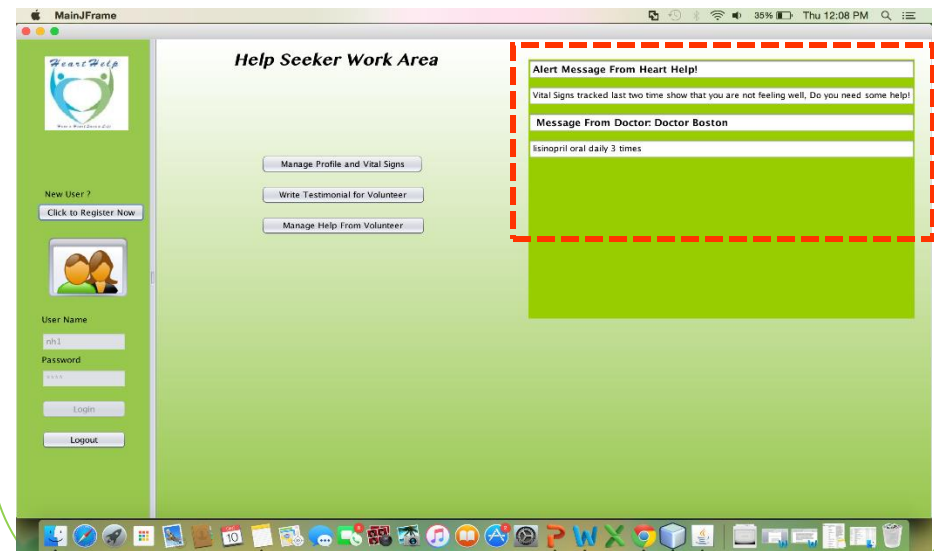 MainJFrame
35%
Thu 12:08 PM
Heart Help
Help Seeker Work Area
Alert Message From Heart Help!
Vital Signs tracked last two time show that you are not feeling well, Do you need some help!
Message From Doctor: Doctor Boston
lisinopril oral daily 3 times
Manage Profile and Vital Signs
Write Testimonial for Volunteer
Manage Help From Volunteer
New User ?
Click to Register Now
User Name
nh1
Password
****
Login
Logout
10